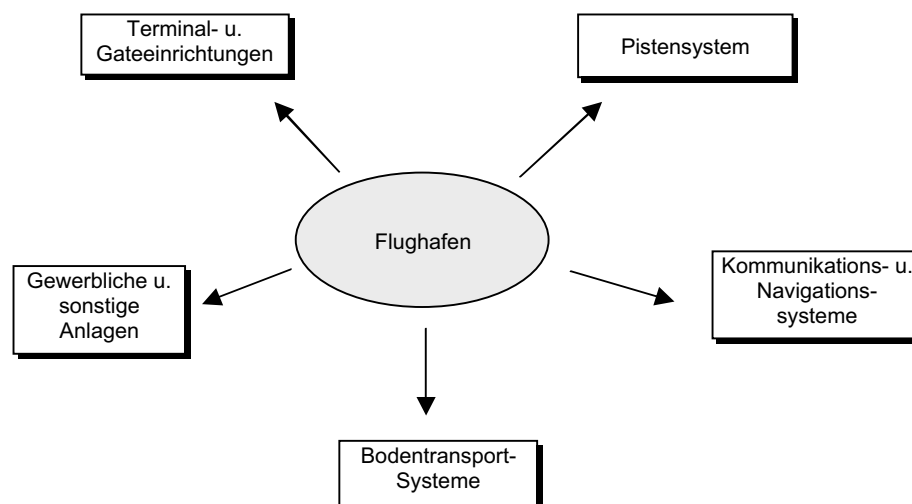 Terminal- u.
Gateeinrichtungen
Pistensystem
Flughafen
Gewerbliche u.
sonstige
Anlagen
Kommunikations- u.
Navigations-
systeme
Bodentransport-
Systeme